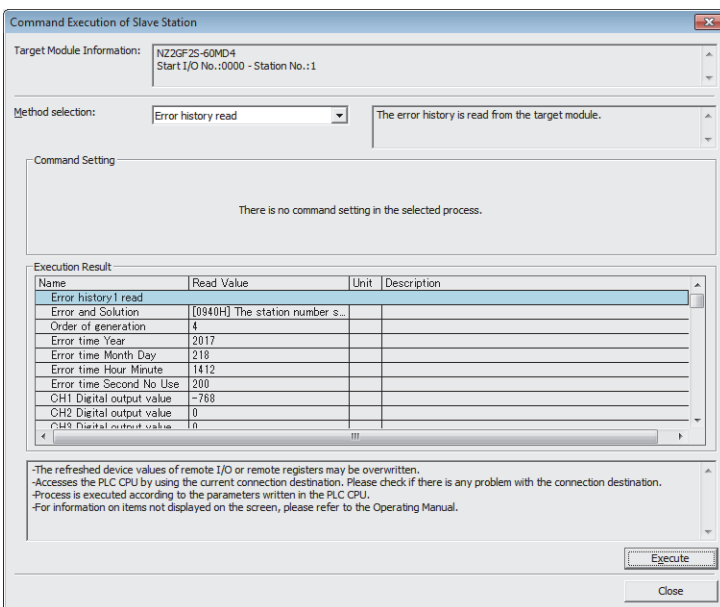 Command Execution of Slave Station
Target Module Information:
NZ2GF2S-60MD4
Start I/O No.:0000 - Station No.:1
Method selection:
Error history read
The error history is read from the target module.
Command Setting
There is no command setting in the selected process.
Execution Result
Name Read Value Unit Description
Error history1 read
Error and Solution [0940H] The station number s...
Order of generation 4
Error time Year 2017
Error time Month Day 218
Error time Hour Minute 1412
Error time Second No Use 200
CH1 Digital output value -768
CH2 Digital output value 0
CH3 Digital output value 0
-The refreshed device values of remote I/O or remote registers may be overwritten.
-Accesses the PLC CPU by using the current connection destination. Please check if there is any problem with the connection destination.
-Process is executed according to the parameters written in the PLC CPU.
-For information on items not displayed on the screen, please refer to the Operating Manual.
Execute
Close